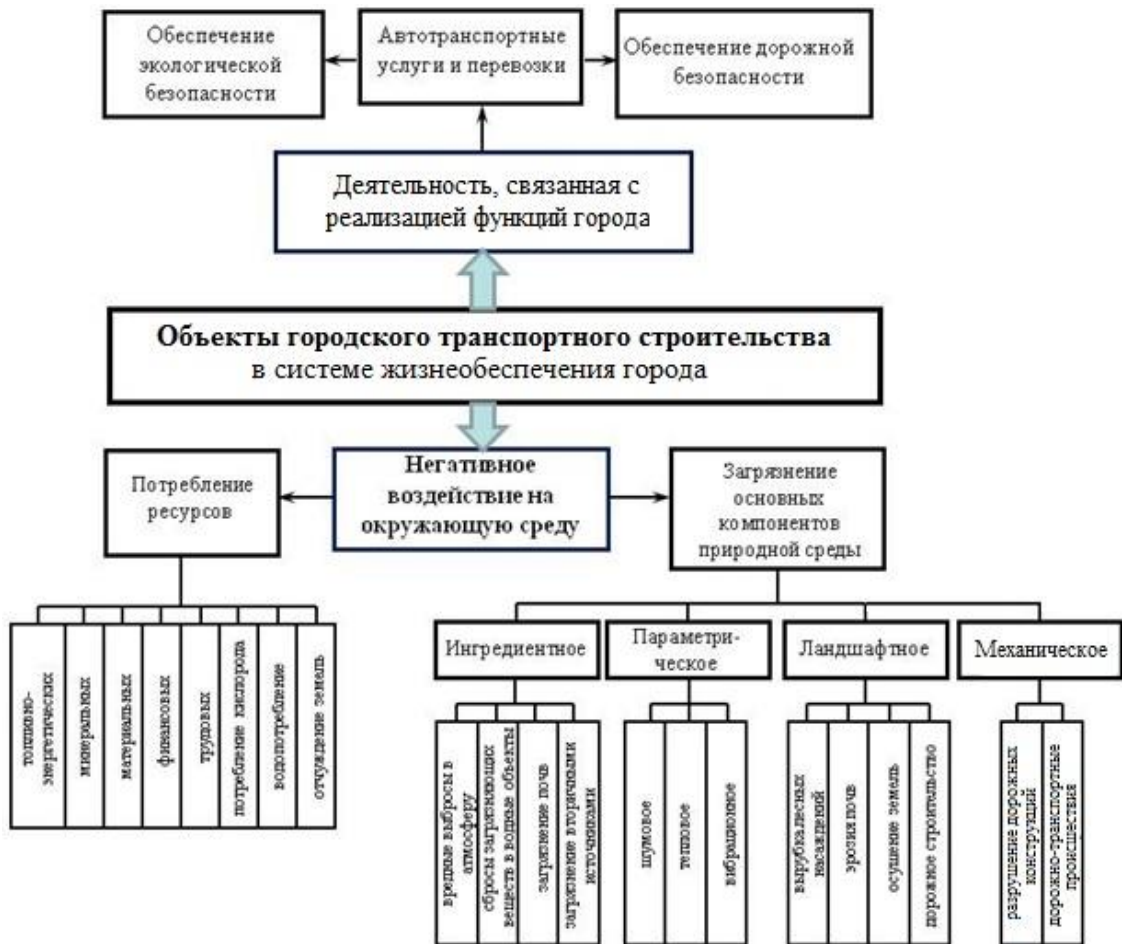 Обеспечение
экологической
безопасности
Автотранспортные
услуги и перевозки
Обеспечение дорожной
безопасности
Деятельность, связанная с
реализацией функций города
Объекты городского транспортного строительства
в системе жизнеобеспечения города
Потребление
ресурсов
Негативное
воздействие на
окружающую среду
Загрязнение
основных
компонентов
природной среды
топливно-
энергетических
минеральных
материальных
финансовых
трудовых
потребление кислорода
водопотребление
отчуждение земель
Ингредиентное
Параметри-
ческое
Ландшафтное
Механическое
вредные выбросы в
атмосферу
сбросы загрязняющих
веществ в водные объекты
загрязнение почв
загрязнение вторичными
источниками
шумовое
тепловое
вибрационное
вырубка лесных
насаждений
эрозия почв
осушение земель
дорожное строительство
разрушение дорожных
конструкций
дорожно-транспортные
происшествия